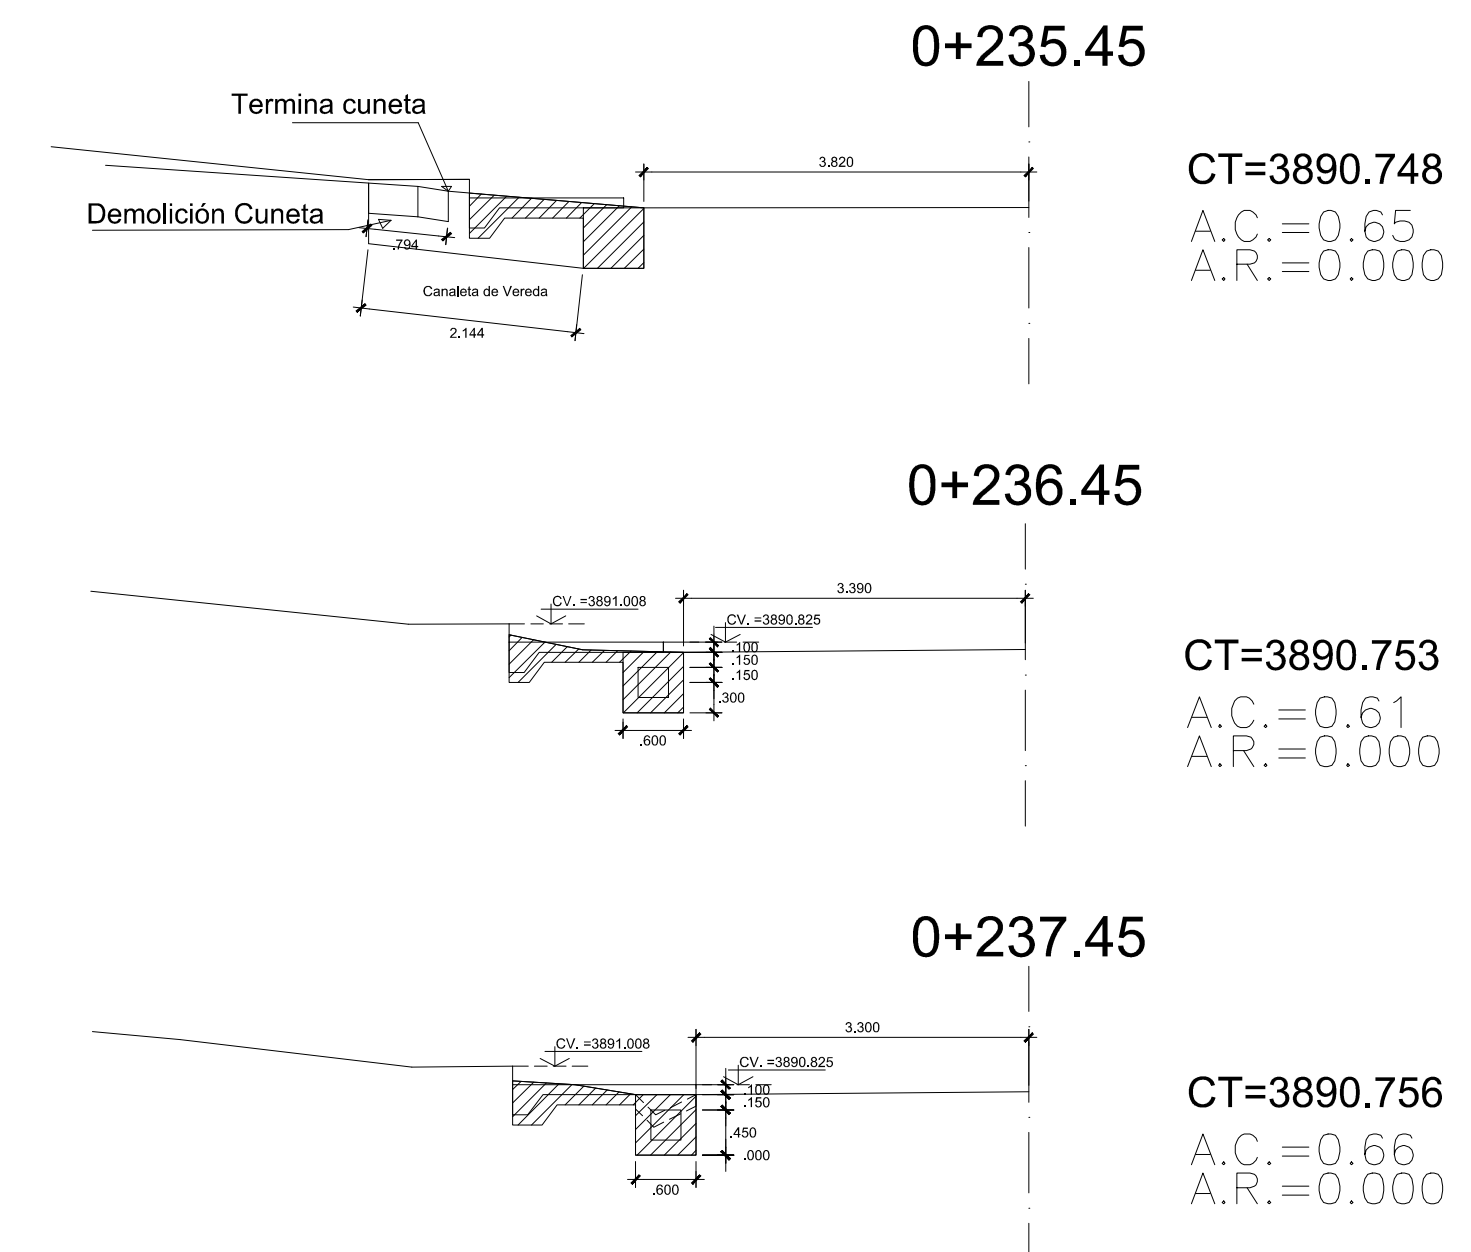 0+235.45
Termina cuneta
3.820
CT=3890.748
Demolición Cuneta
A.C.=0.65
.794
A.R.=0.000
Canaleta de Vereda
2.144
0+236.45
3.390
CV. =3891.008
CV. =3890.825
.100
.150
CT=3890.753
.150
.300
A.C.=0.61
.600
A.R.=0.000
0+237.45
3.300
CV. =3891.008
CV. =3890.825
.100
CT=3890.756
.150
.450
A.C.=0.66
.000
.600
A.R.=0.000